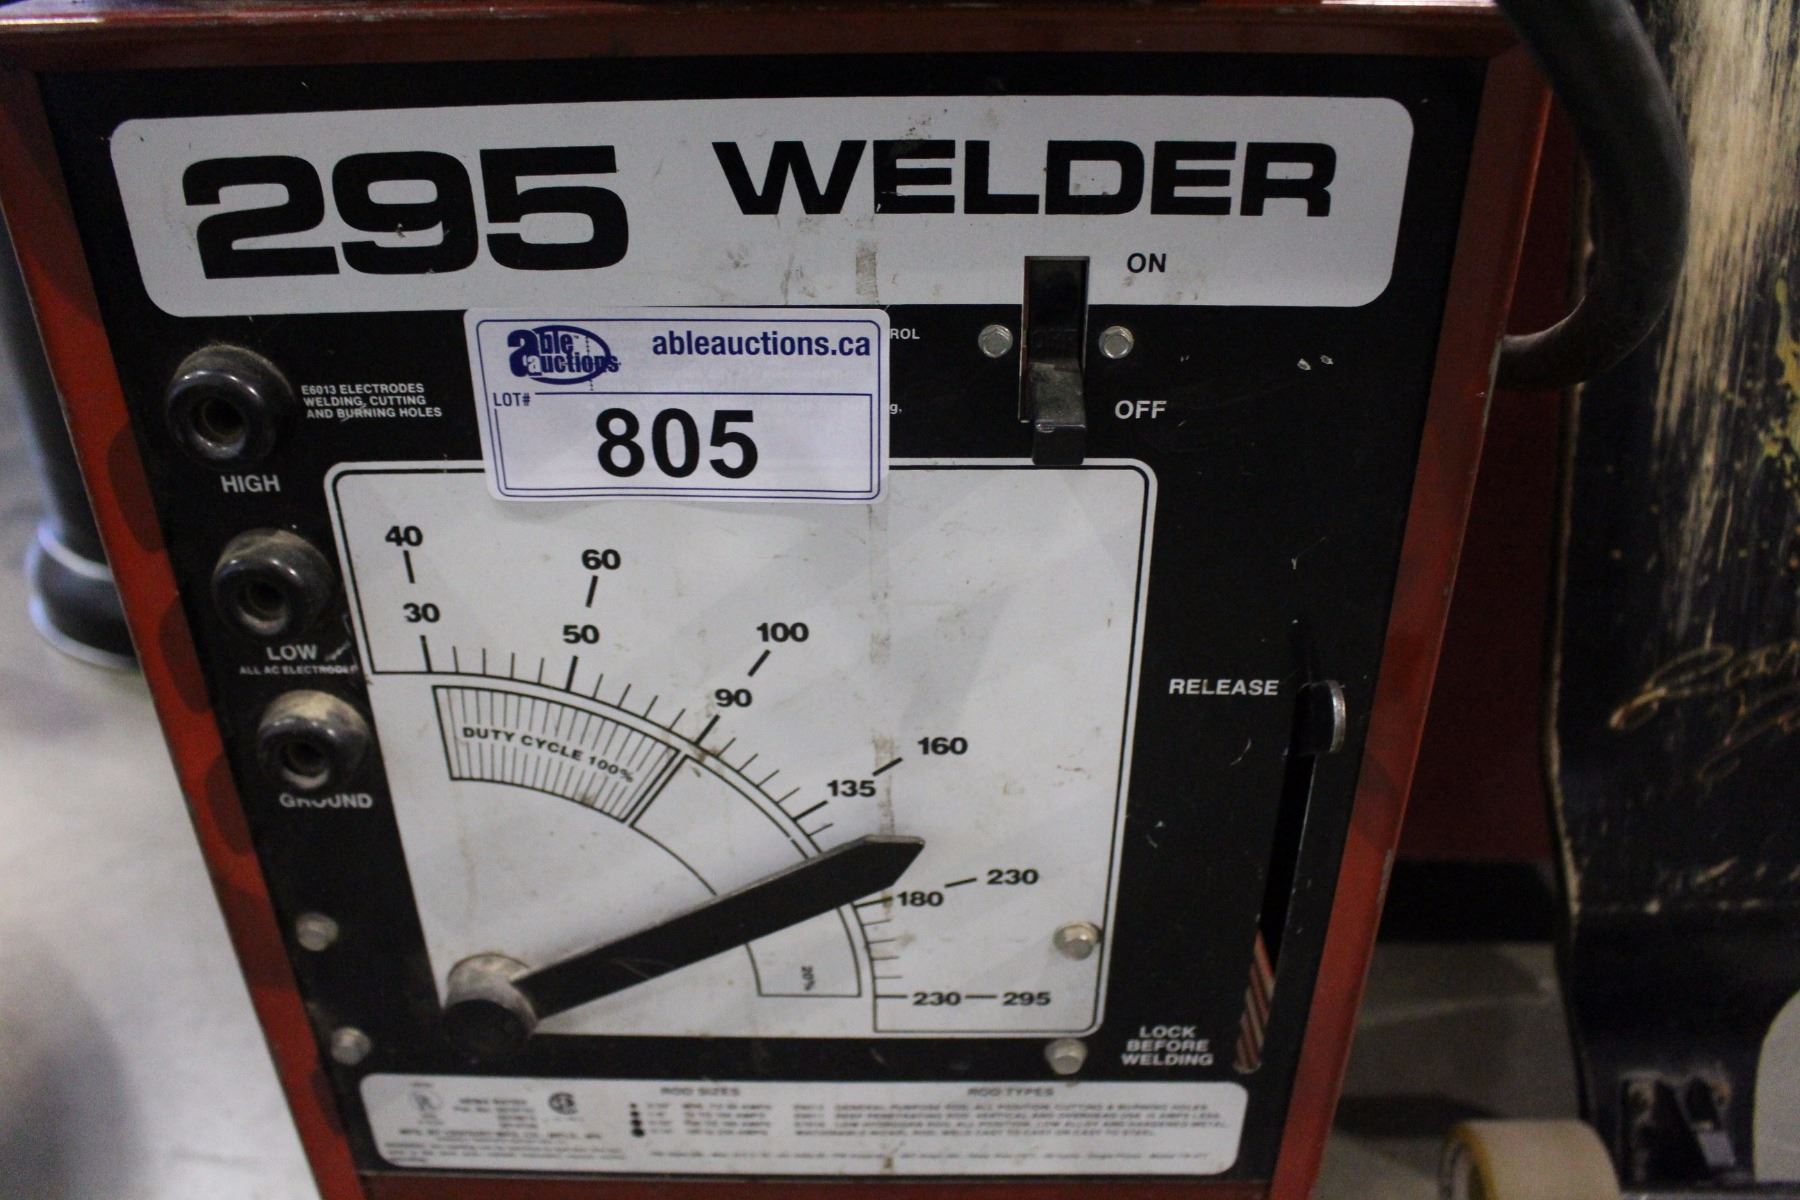 295 WELDER
ON
OFF
able auctions
ableauctions.ca
LOT#
805
ROL
g,
E6013 ELECTRODES
WELDING, CUTTING
AND BURNING HOLES
HIGH
LOW
ALL AC ELECTRODES
GROUND
40
30
60
50
100
90
160
135
230
180
230 295
DUTY CYCLE 100%
20%
RELEASE
LOCK
BEFORE
WELDING
ROD SIZES
ROD TYPES